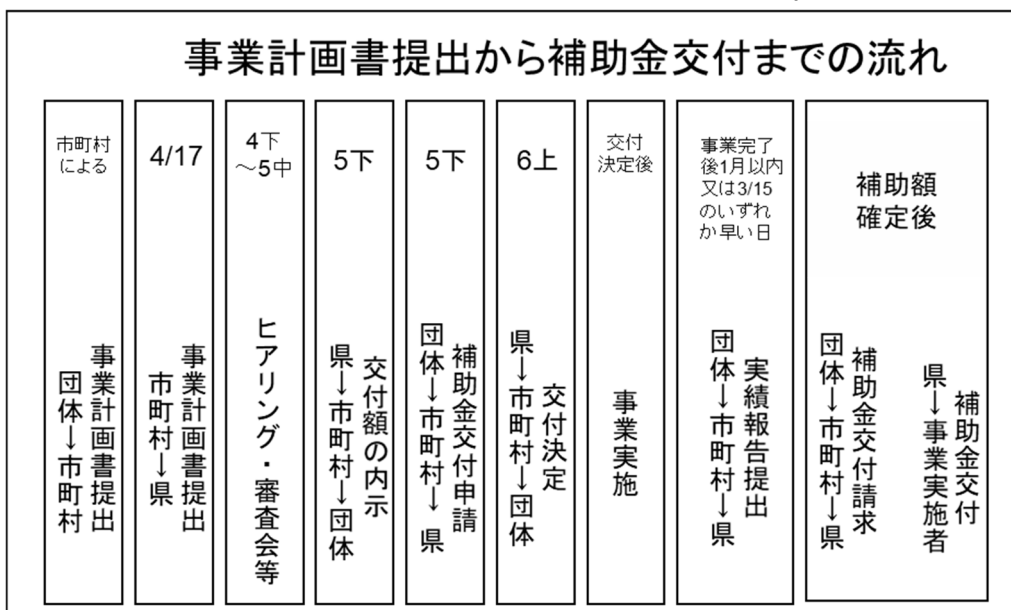 事業計画書提出から補助金交付までの流れ
市町村
による
事業計画書提出
団体→市町村
4/17
事業計画書提出
市町村→県
4下
～5中
ヒアリング・審査会等
5下
交付額の内示
県→市町村→団体
5下
補助金交付申請
団体→市町村→県
6上
交付決定
県→市町村→団体
交付
決定後
事業実施
事業完了
後1月以内
又は3/15
のいずれ
か早い日
実績報告提出
団体→市町村→県
補助額
確定後
補助金交付
県→事業実施者
補助金交付請求
団体→市町村→県